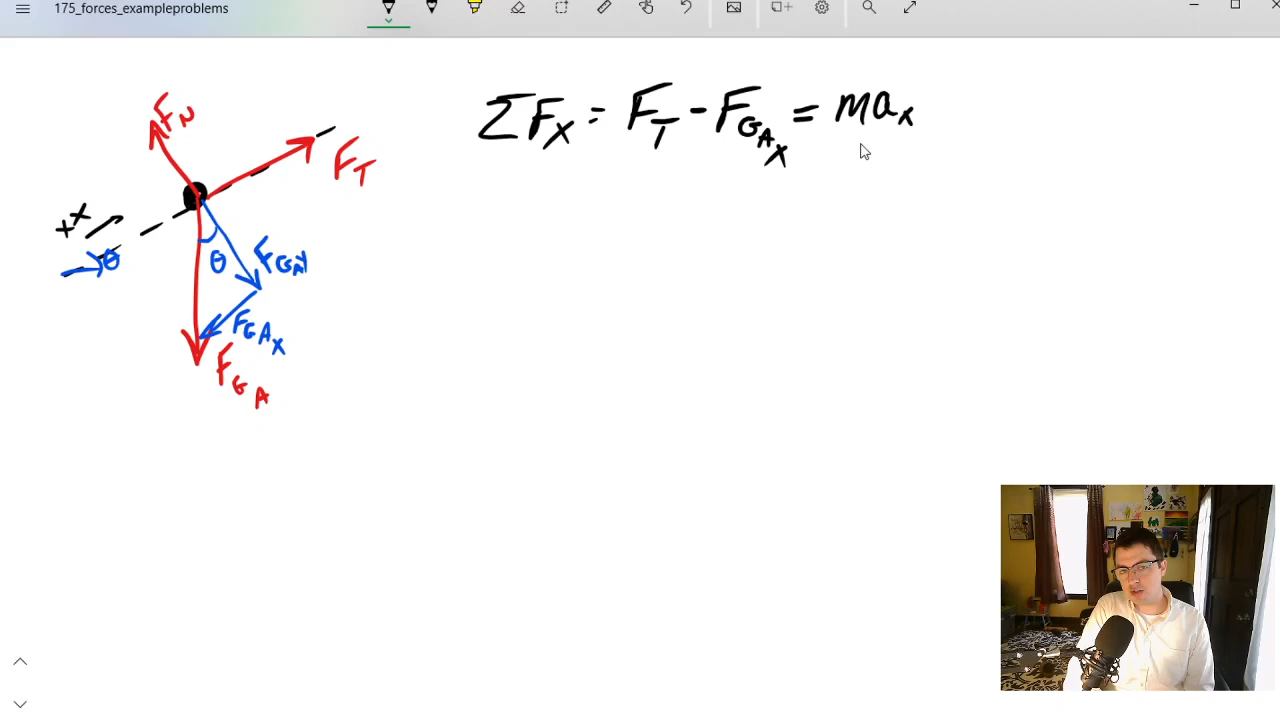 175_forces_exampleproblems
ΣFx = FT - FGAx = max
FN
FT
+x
θ
θ
FGAy
FGAx
FGA